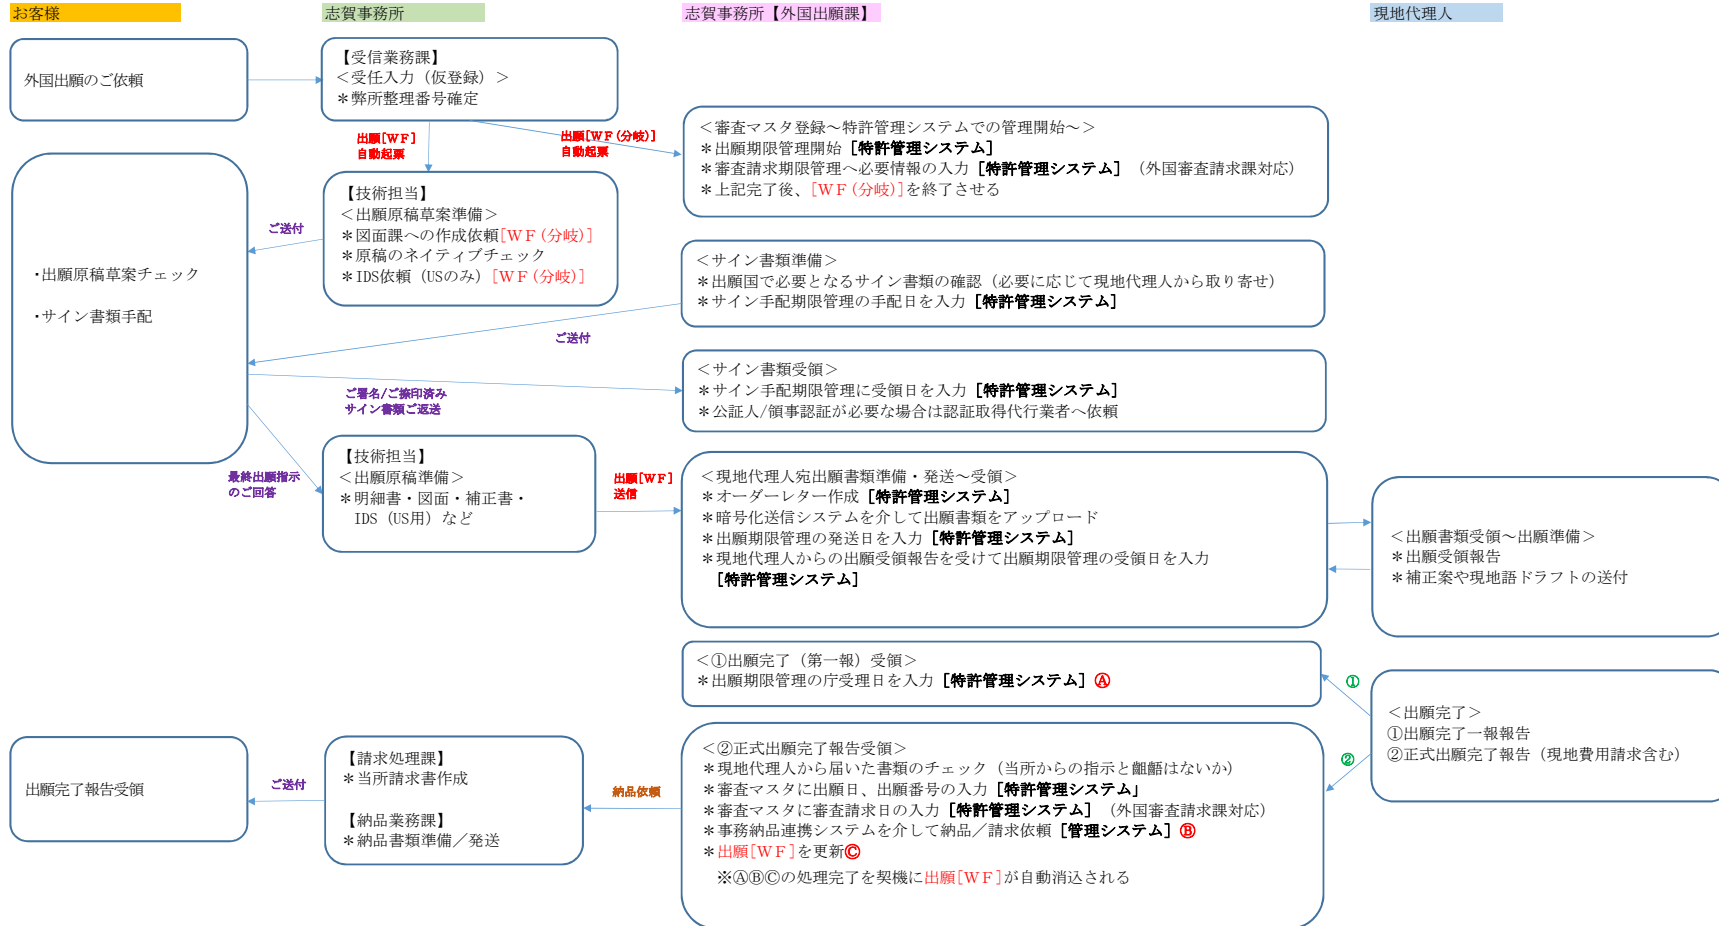 お客様
志賀事務所
志賀事務所【外国出願課】
現地代理人
外国出願のご依頼
【受信業務課】
＜受任入力（仮登録）＞
＊弊所整理番号確定
出願[ＷＦ]
自動起票
出願[ＷＦ(分岐)]
自動起票
＜審査マスタ登録～特許管理システムでの管理開始～＞
＊出願期限管理開始［特許管理システム］
＊審査請求期限管理へ必要情報の入力［特許管理システム］（外国審査請求課対応）
＊上記完了後、[ＷＦ(分岐)]を終了させる
【技術担当】
＜出願原稿草案準備＞
＊図面課への作成依頼[ＷＦ(分岐)]
＊原稿のネイティブチェック
＊IDS依頼（USのみ）[ＷＦ(分岐)]
ご送付
・出願原稿草案チェック
・サイン書類手配
＜サイン書類準備＞
＊出願国で必要となるサイン書類の確認（必要に応じて現地代理人から取り寄せ）
＊サイン手配期限管理の手配日を入力［特許管理システム］
ご送付
＜サイン書類受領＞
＊サイン手配期限管理に受領日を入力［特許管理システム］
＊公証人/領事認証が必要な場合は認証取得代行業者へ依頼
ご署名/ご捺印済み
サイン書類ご返送
最終出願指示
のご回答
【技術担当】
＜出願原稿準備＞
＊明細書・図面・補正書・
IDS（US用）など
出願[ＷＦ]
送信
＜現地代理人宛出願書類準備・発送～受領＞
＊オーダーレター作成［特許管理システム］
＊暗号化送信システムを介して出願書類をアップロード
＊出願期限管理の発送日を入力［特許管理システム］
＊現地代理人からの出願受領報告を受けて出願期限管理の受領日を入力
［特許管理システム］
＜出願書類受領～出願準備＞
＊出願受領報告
＊補正案や現地語ドラフトの送付
＜①出願完了（第一報）受領＞
＊出願期限管理の庁受理日を入力［特許管理システム］Ⓐ
①
＜出願完了＞
①出願完了一報報告
②正式出願完了報告（現地費用請求含む）
②
＜②正式出願完了報告受領＞
＊現地代理人から届いた書類のチェック（当所からの指示と齟齬はないか）
＊審査マスタに出願日、出願番号の入力［特許管理システム」
＊審査マスタに審査請求日の入力［特許管理システム］（外国審査請求課対応）
＊事務納品連携システムを介して納品／請求依頼［管理システム］Ⓑ
＊出願[ＷＦ]を更新Ⓒ
※ⒶⒷⒸの処理完了を契機に出願[ＷＦ]が自動消込される
納品依頼
【請求処理課】
＊当所請求書作成
【納品業務課】
＊納品書類準備／発送
ご送付
出願完了報告受領